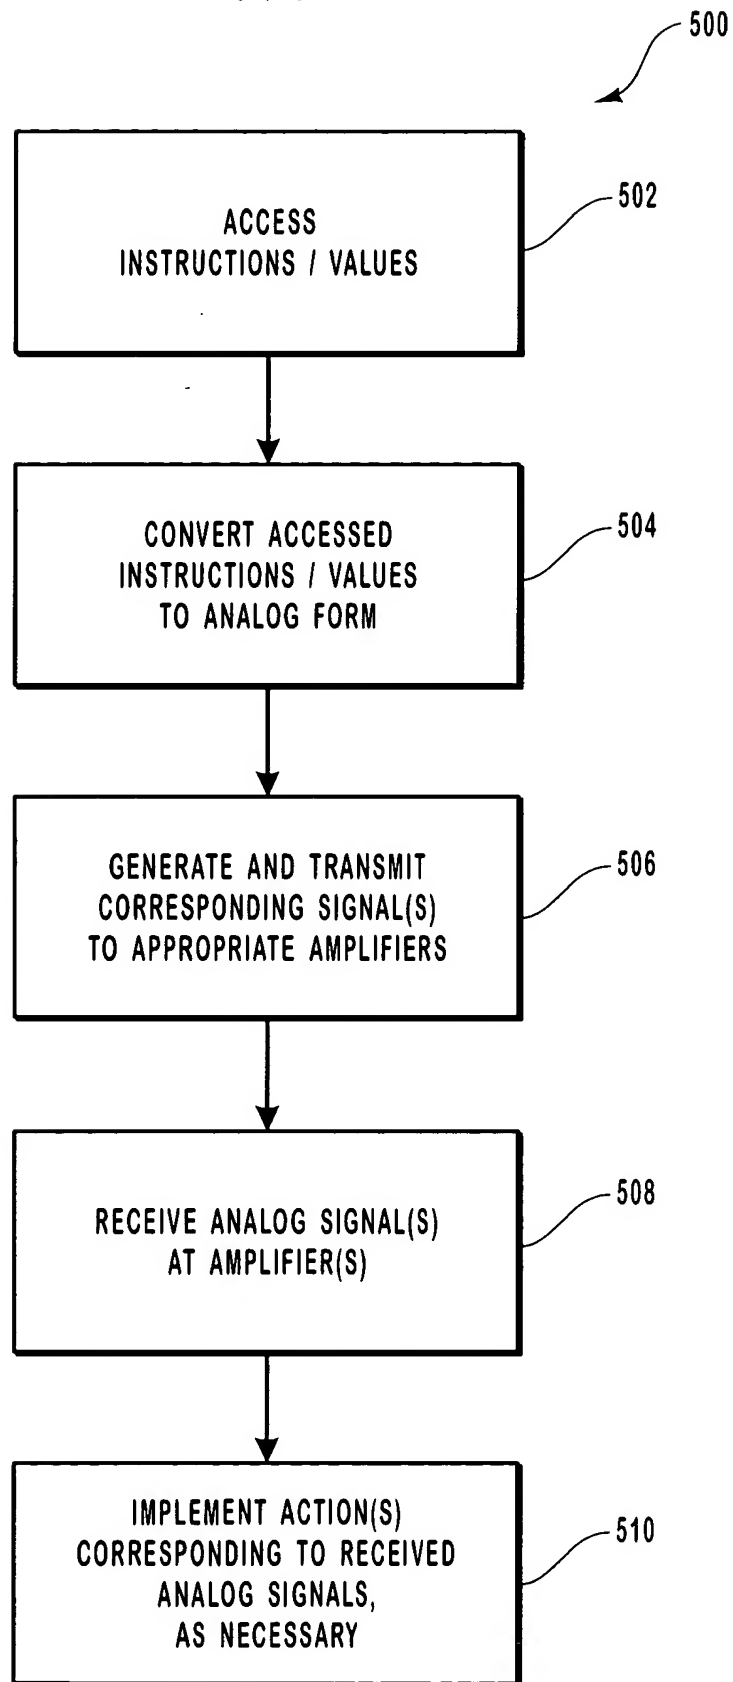 500
ACCESS
INSTRUCTIONS / VALUES
502
CONVERT ACCESSED
INSTRUCTIONS / VALUES
TO ANALOG FORM
504
GENERATE AND TRANSMIT
CORRESPONDING SIGNAL(S)
TO APPROPRIATE AMPLIFIERS
506
RECEIVE ANALOG SIGNAL(S)
AT AMPLIFIER(S)
508
IMPLEMENT ACTION(S)
CORRESPONDING TO RECEIVED
ANALOG SIGNALS,
AS NECESSARY
510